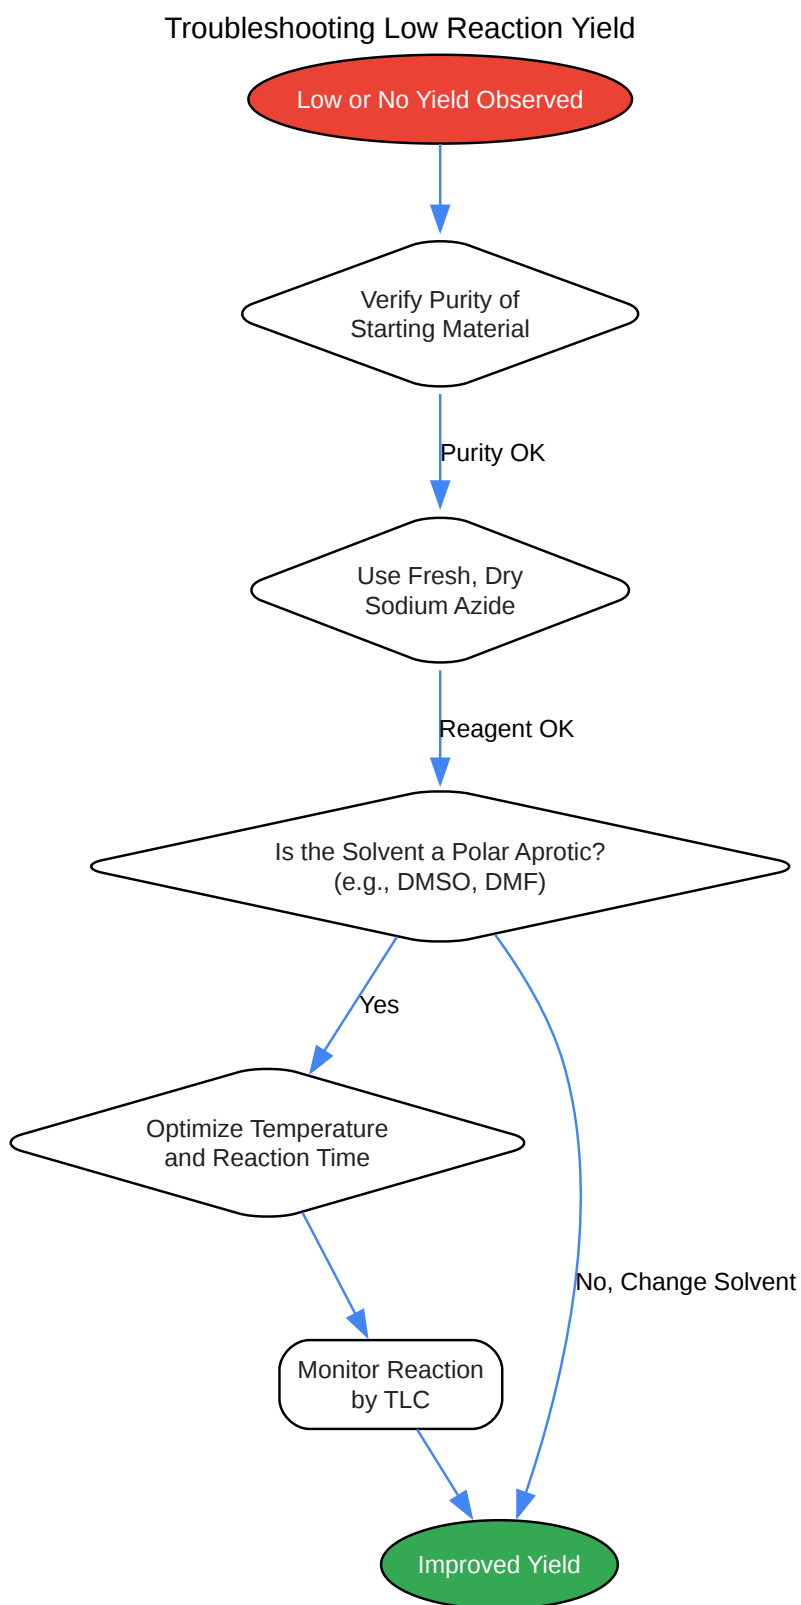 Troubleshooting Low Reaction Yield
Low or No Yield Observed
Verify Purity of
Starting Material
Purity OK
Use Fresh, Dry
Sodium Azide
Reagent OK
Is the Solvent a Polar Aprotic?
(e.g., DMSO, DMF)
Yes
Optimize Temperature
and Reaction Time
No, Change Solvent
Monitor Reaction
by TLC
Improved Yield